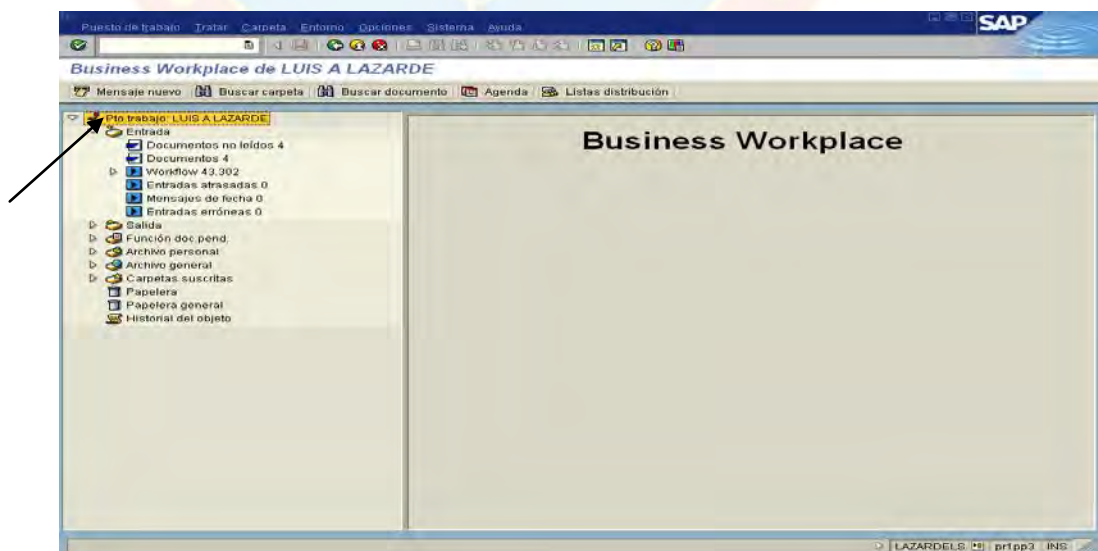 Puesto de trabajo Tratar Carpeta Entorno Opciones Sistema Ayuda
SAP
Business Workplace de LUIS A LAZARDE
Mensaje nuevo Buscar carpeta Buscar documento Agenda Listas distribución
Pto trabajo: LUIS A LAZARDE
Entrada
Documentos no leídos 4
Documentos 4
Workflow 43.302
Entradas atrasadas 0
Mensajes de fecha 0
Entradas erróneas 0
Salida
Función doc.pend.
Archivo personal
Archivo general
Carpetas suscritas
Papelera
Papelera general
Historial del objeto
Business Workplace
LAZARDELS prtpp3 INS